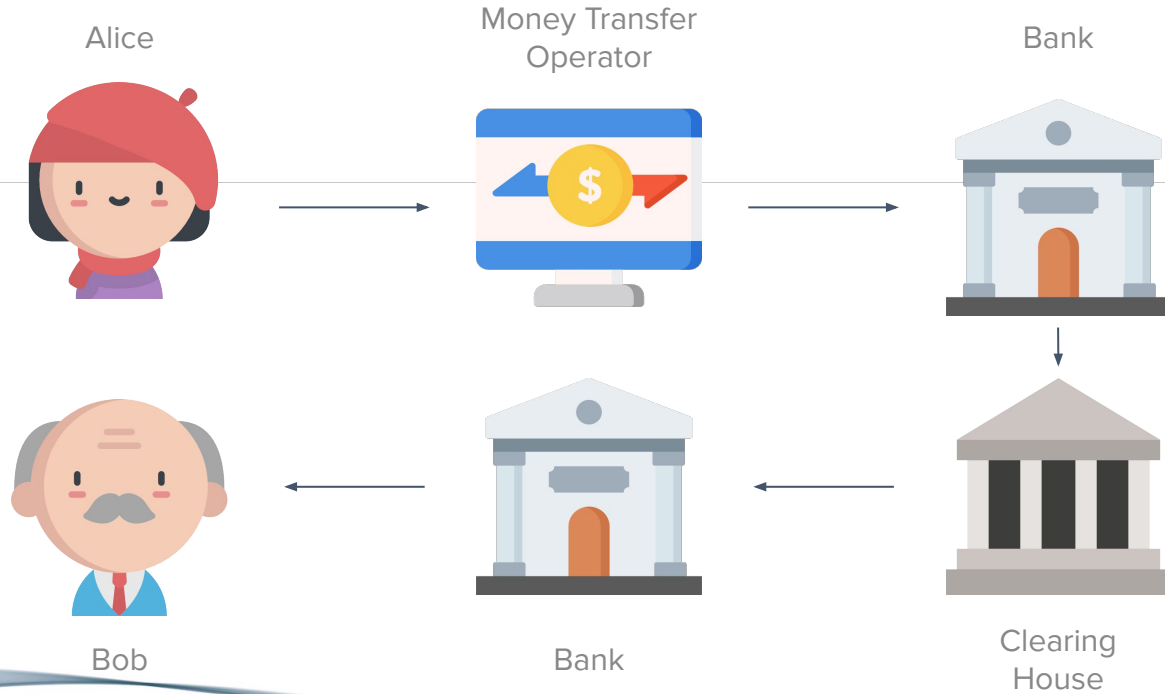 Alice
Money Transfer
Operator
Bank
$
Bob
Bank
Clearing
House